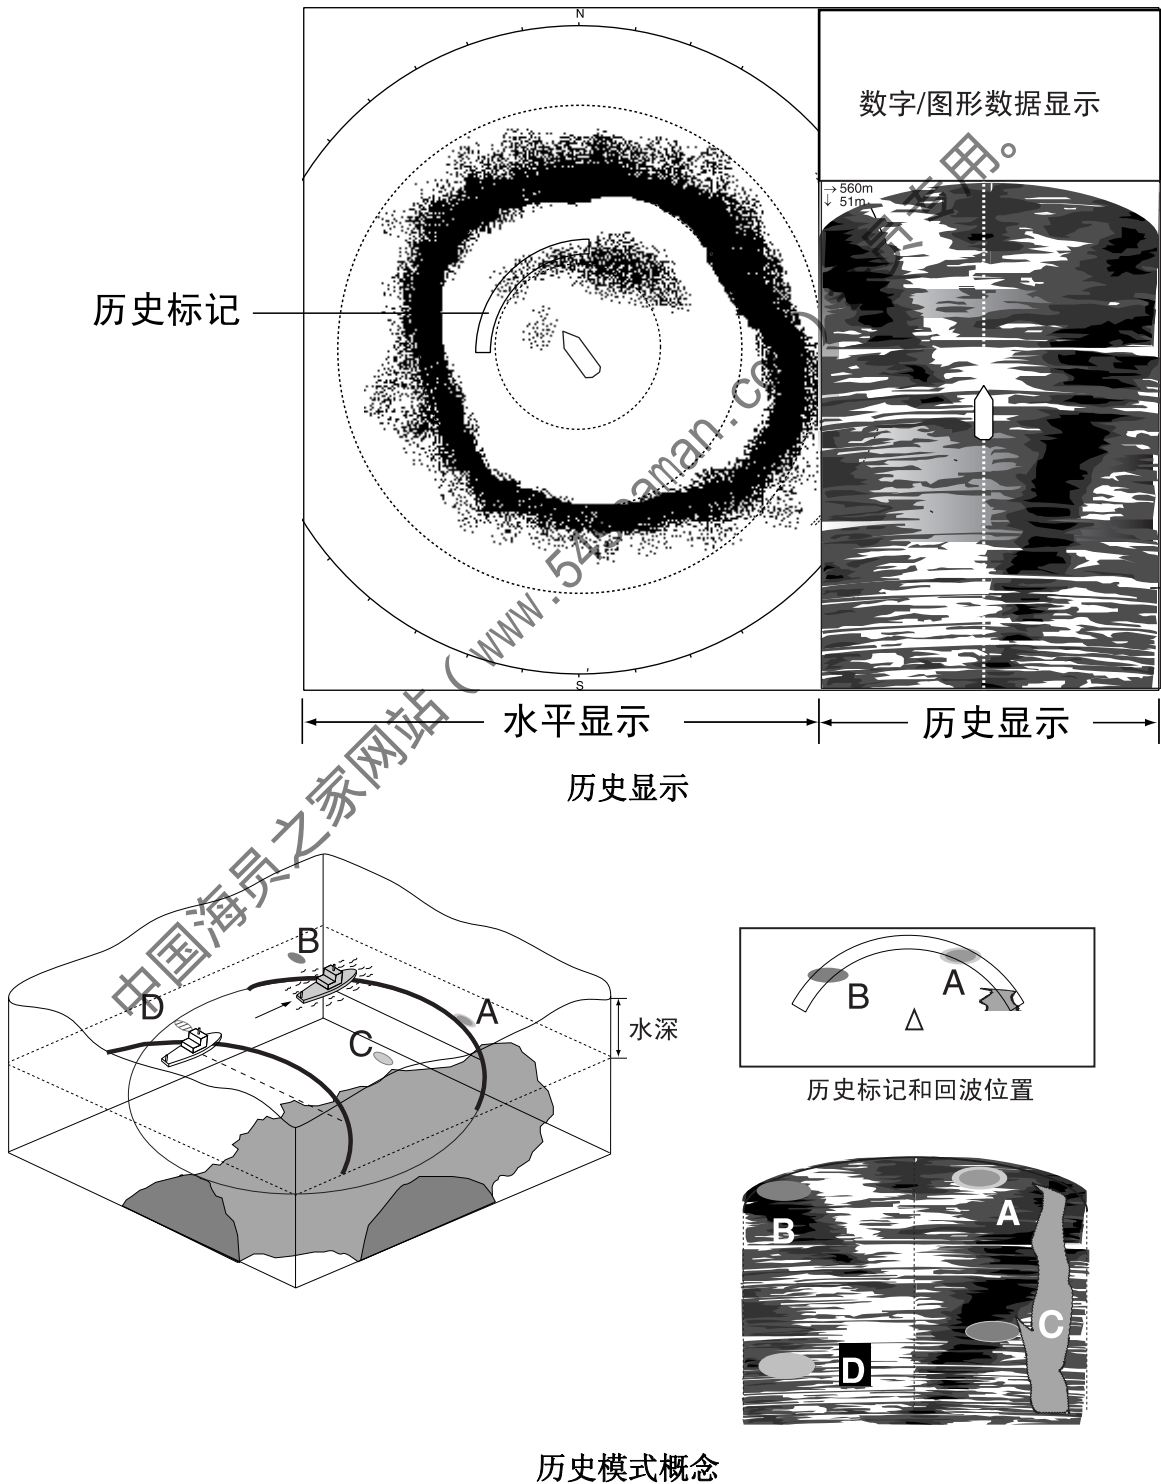 N
数字/图形数据显示
→ 560m
↓ 51m
历史标记
S
水平显示
历史显示
历史显示
B
D
A
C
水深
B
A
历史标记和回波位置
B
A
C
D
历史模式概念
中国海员之家网站(www.54seaman.com)
员专用。